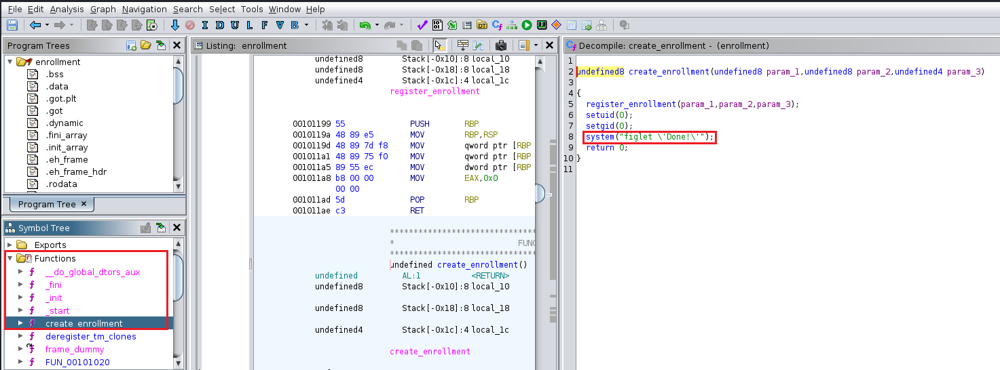 File Edit Analysis Graph Navigation Search Select Tools Window Help
I D U L F V B
Program Trees
enrollment
.bss
.data
.got.plt
.got
.dynamic
.fini_array
.init_array
.eh_frame
.eh_frame_hdr
.rodata
Program Tree ×
Symbol Tree
Exports
Functions
__do_global_dtors_aux
_fini
_init
_start
create_enrollment
deregister_tm_clones
frame_dummy
FUN_00101020
Listing: enrollment
undefined8 Stack[-0x10]:8 local_10
undefined8 Stack[-0x18]:8 local_18
undefined4 Stack[-0x1c]:4 local_1c
register_enrollment
00101199 55 PUSH RBP
0010119a 48 89 e5 MOV RBP,RSP
0010119d 48 89 7d f8 MOV qword ptr [RBP
001011a1 48 89 75 f0 MOV qword ptr [RBP
001011a5 89 55 ec MOV dword ptr [RBP
001011a8 b8 00 00 MOV EAX,0x0
00 00
001011ad 5d POP RBP
001011ae c3 RET
*******************************
* FUNC
*******************************
undefined create_enrollment()
undefined AL:1 <RETURN>
undefined8 Stack[-0x10]:8 local_10
undefined8 Stack[-0x18]:8 local_18
undefined4 Stack[-0x1c]:4 local_1c
create_enrollment
Decompile: create_enrollment - (enrollment)
1
2 undefined8 create_enrollment(undefined8 param_1,undefined8 param_2,undefined4 param_3)
3
4 {
5 register_enrollment(param_1,param_2,param_3);
6 setuid(0);
7 setgid(0);
8 system("figlet \'Done!\'");
9 return 0;
10 }
11